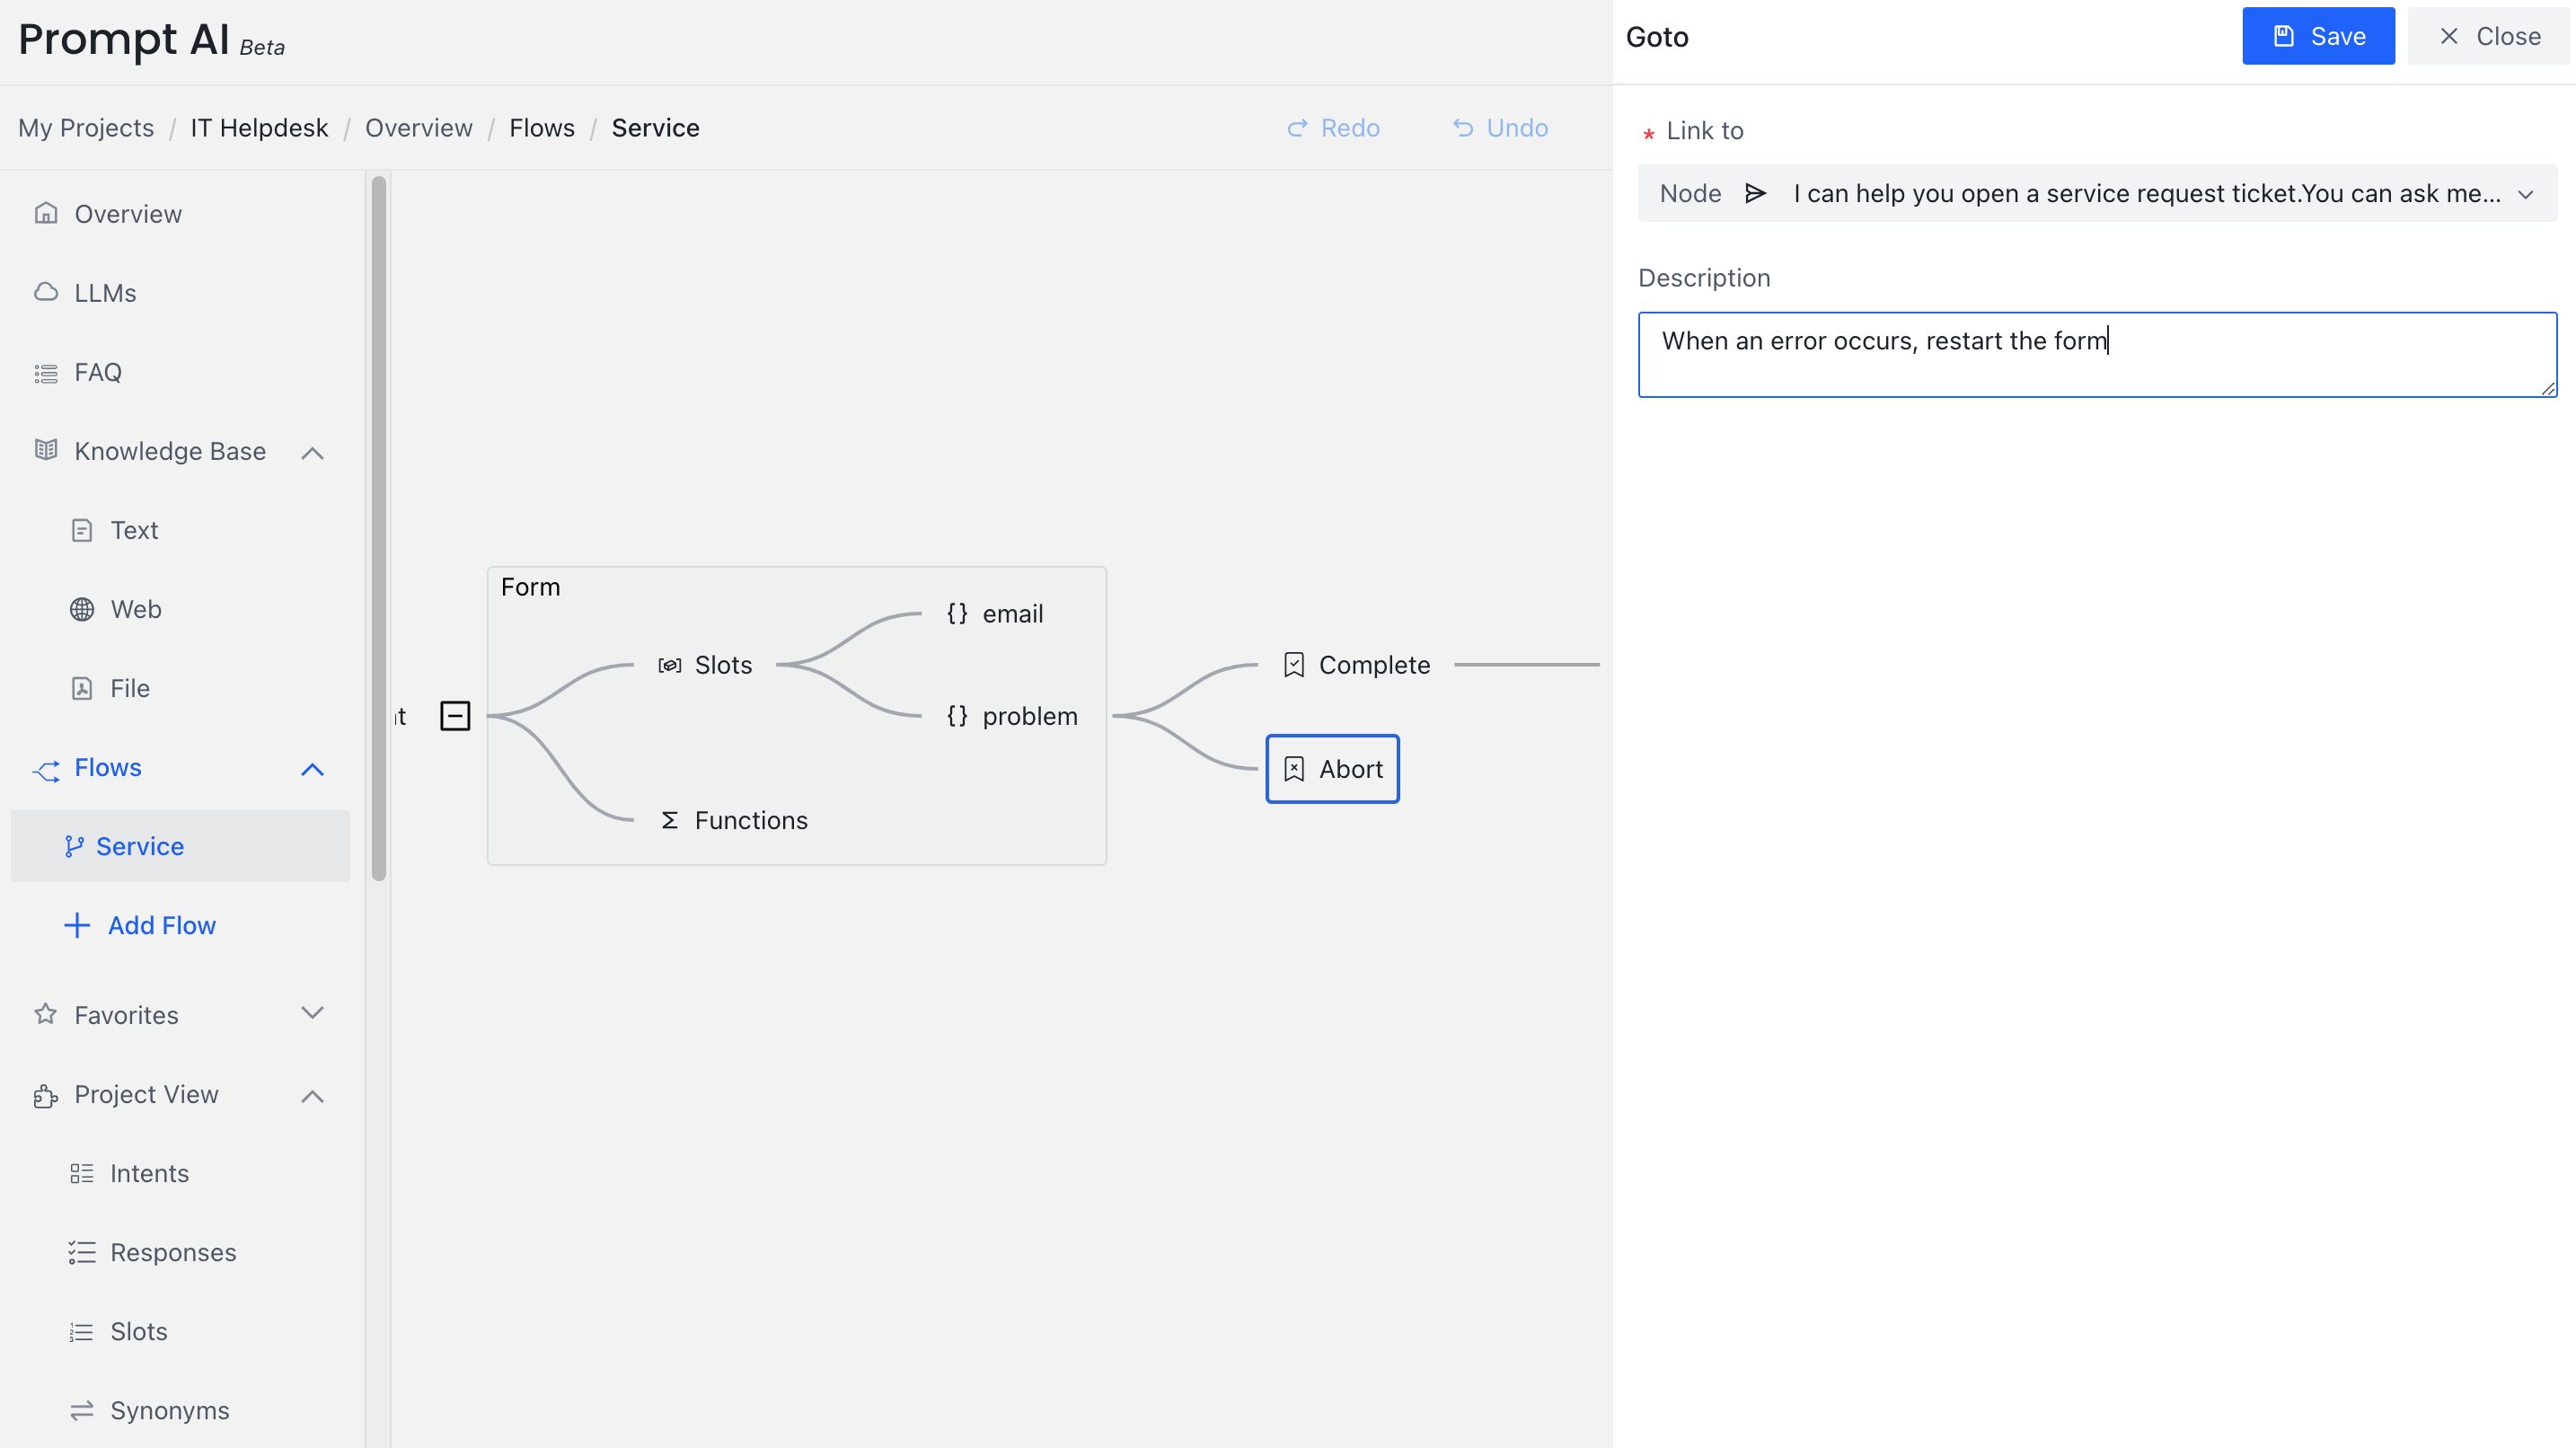 Prompt AI Beta
My Projects / IT Helpdesk / Overview / Flows / Service
Redo
Undo
Overview
LLMs
FAQ
Knowledge Base
Text
Web
File
Flows
Service
Add Flow
Favorites
Project View
Intents
Responses
Slots
Synonyms
Form
Slots
{} email
{} problem
Functions
Complete
Abort
Goto
Save
Close
* Link to
Node I can help you open a service request ticket.You can ask me...
Description
When an error occurs, restart the form